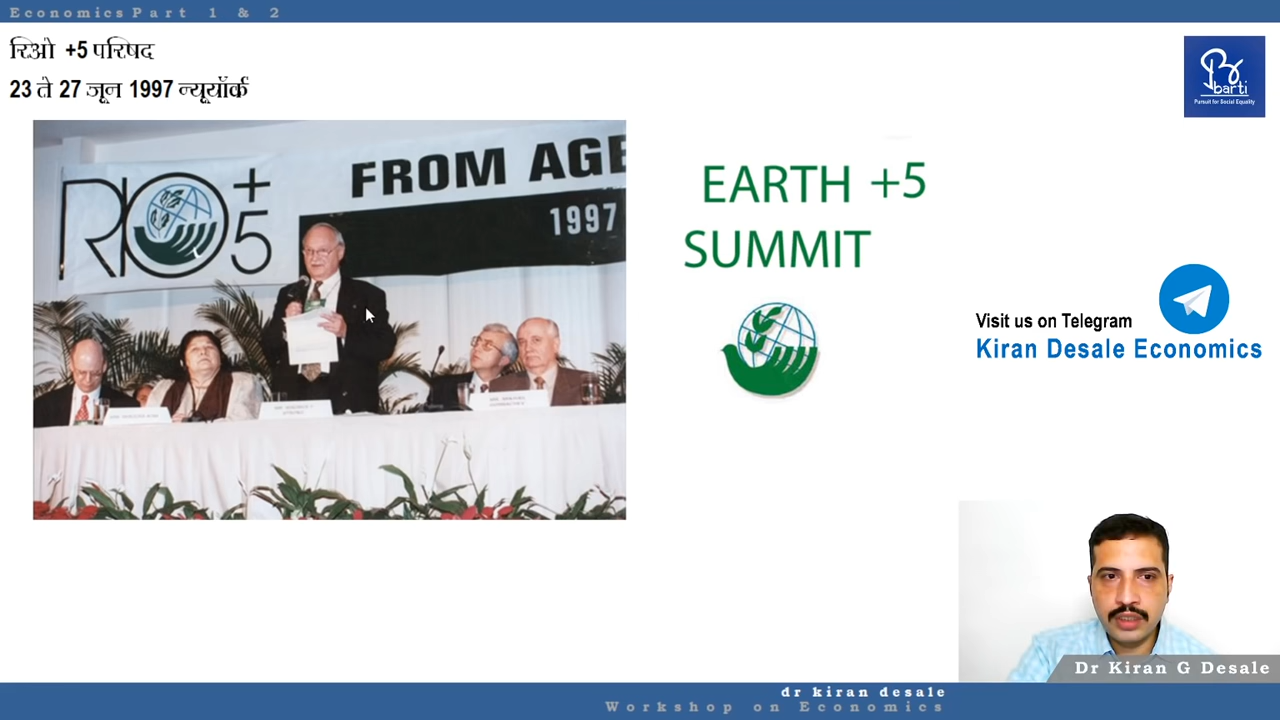 Economics Part 1 & 2
रिओ +5 परिषद
23 ते 27 जून 1997 न्यूयॉर्क
barti
Pursuit for Social Equality
RIO+5
FROM AGE
1997
EARTH +5
SUMMIT
Visit us on Telegram
Kiran Desale Economics
Dr Kiran G Desale
dr kiran desale
Workshop on Economics